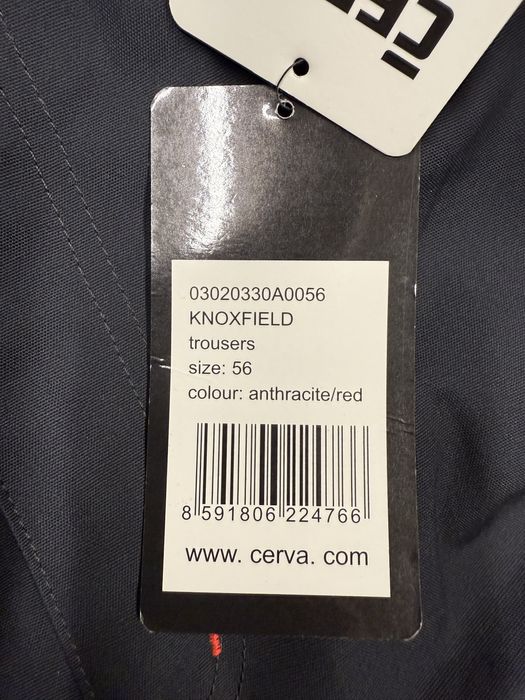 03020330A0056
KNOXFIELD
trousers
size: 56
colour: anthracite/red
8 591806 224766
www. cerva. com